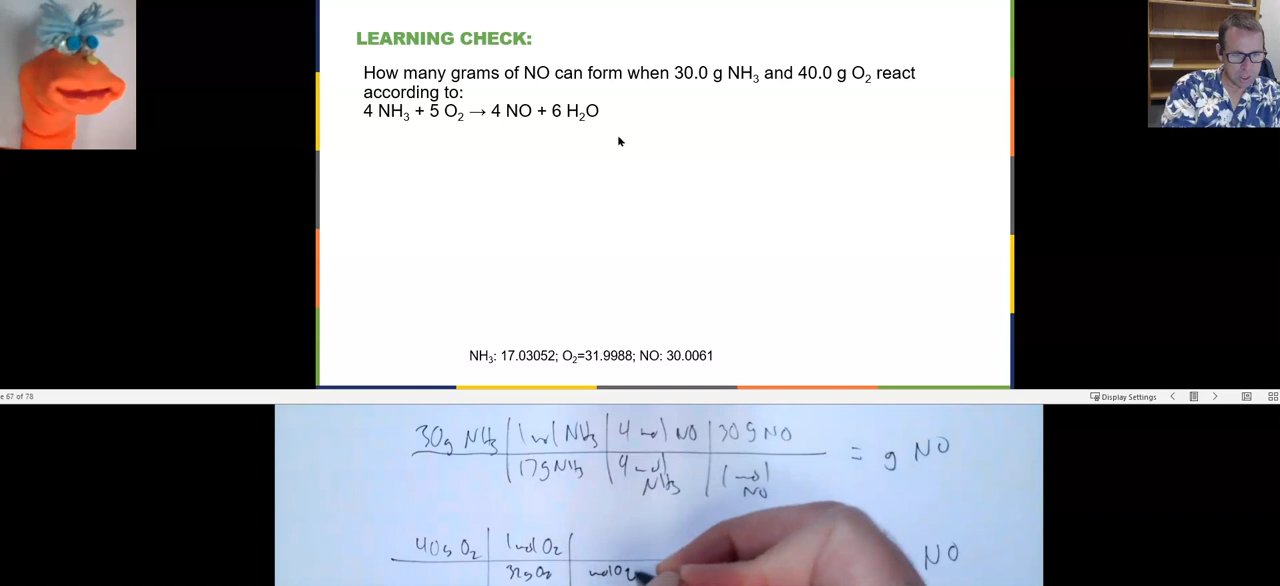 LEARNING CHECK:
How many grams of NO can form when 30.0 g NH₃ and 40.0 g O₂ react
according to:
4 NH₃ + 5 O₂ → 4 NO + 6 H₂O
NH₃: 17.03052; O₂=31.9988; NO: 30.0061
e 67 of 78
Display Settings
30g NH₃ | 1 mol NH₃ | 4 mol NO | 30 g NO
= g NO
17g NH₃ | 4 mol | 1 mol
NH₃ NO
40g O₂ | 1 mol O₂ |
NO
32g O₂ mol O₂